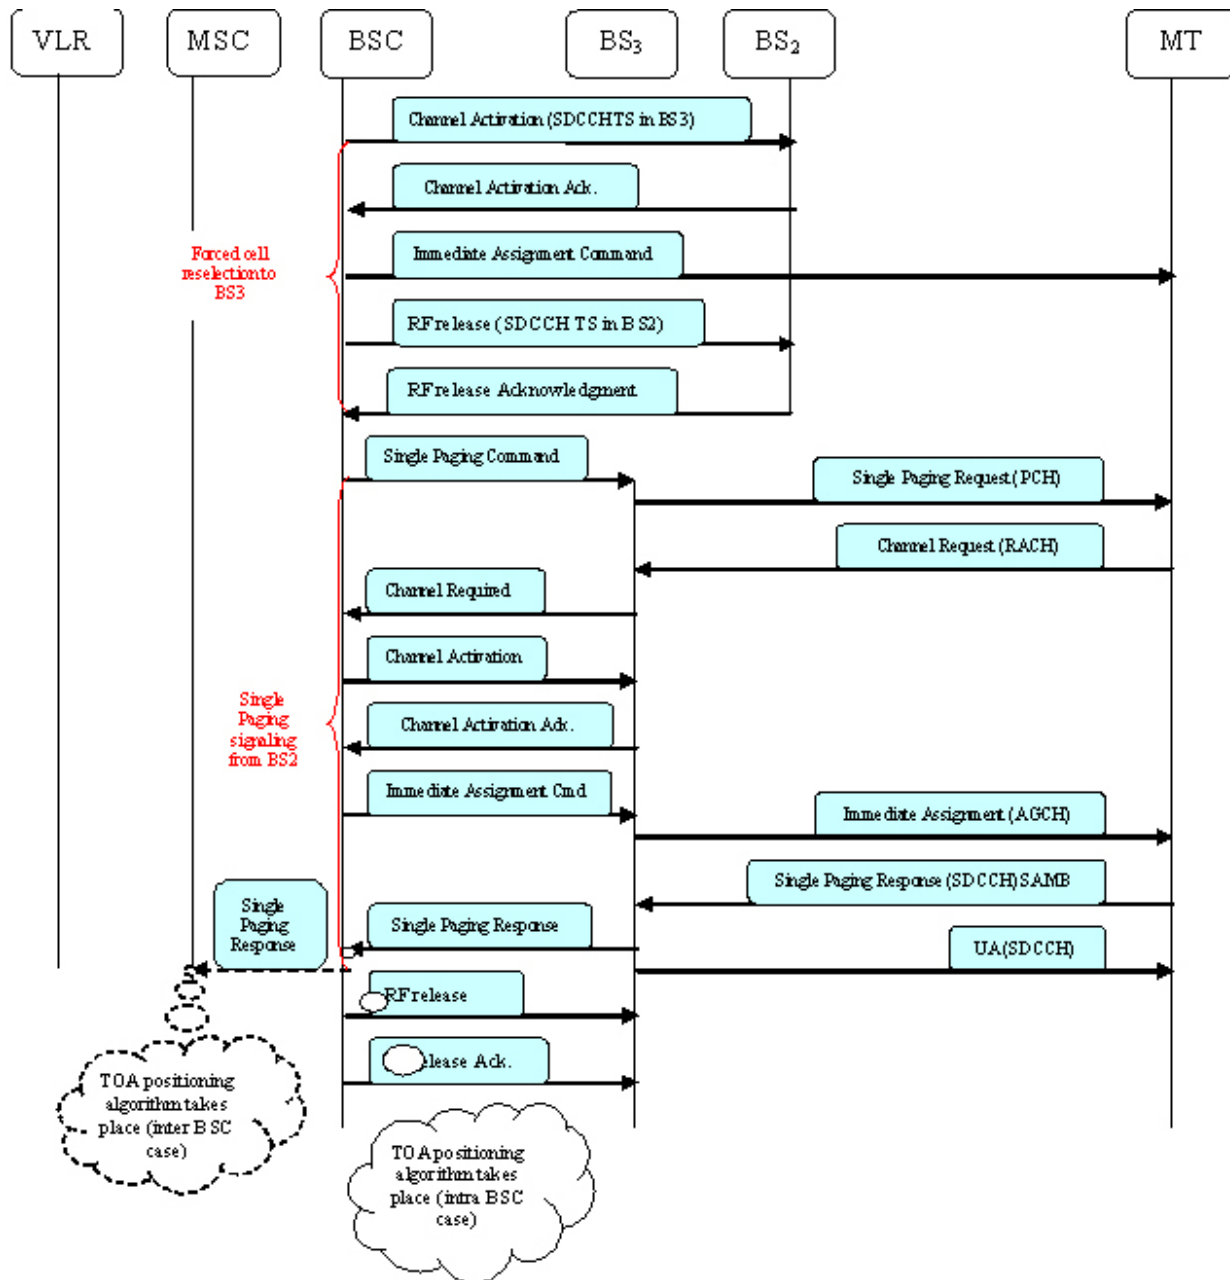 VLR
MSC
BSC
BS3
BS2
MT
Channel Activation (SDCCHTS in BS3)
Channel Activation Ack.
Forced cell
reselection to
BS3
Immediate Assignment Command
RF release (SDCCH TS in BS2)
RF release Acknowledgment
Single Paging Command
Single Paging Request (PCH)
Channel Request (RACH)
Channel Required
Channel Activation
Single
Paging
signaling
from BS2
Channel Activation Ack.
Immediate Assignment Cmd
Immediate Assignment (AGCH)
Single Paging Response (SDCCH)SAMB
Single
Paging
Response
Single Paging Response
UA(SDCCH)
RF release
lease Ack.
TOA positioning
algorithm takes
place (inter BSC
case)
TOA positioning
algorithm takes
place (intra BSC
case)